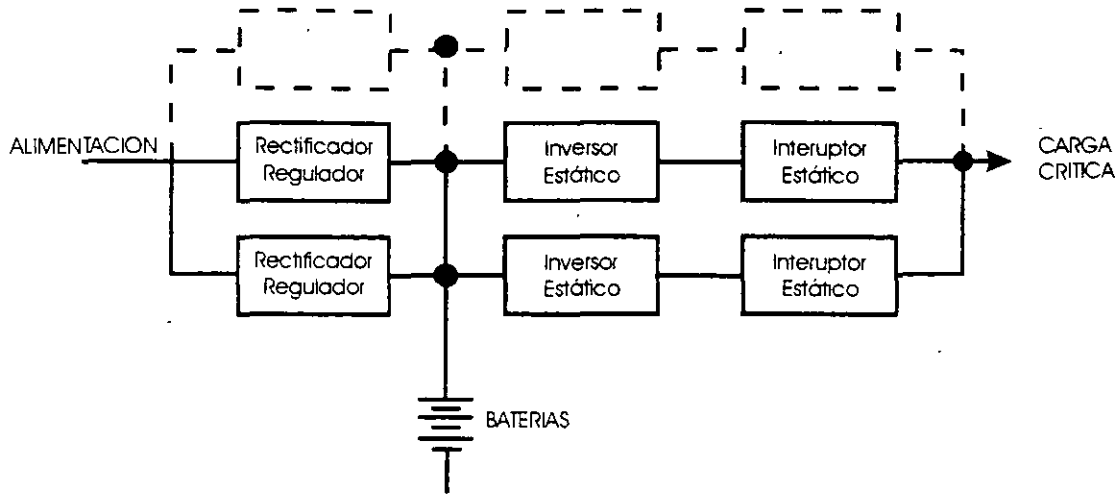 ALIMENTACION
Rectificador
Regulador
Inversor
Estático
Interuptor
Estático
CARGA
CRITICA
Rectificador
Regulador
Inversor
Estático
Interuptor
Estático
BATERIAS